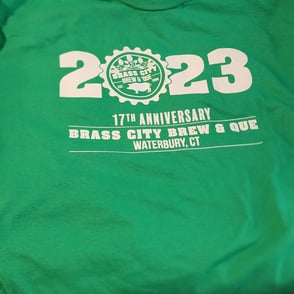 2023
BRASS CITY
BREW & QUE
17TH ANNIVERSARY
BRASS CITY BREW & QUE
WATERBURY, CT